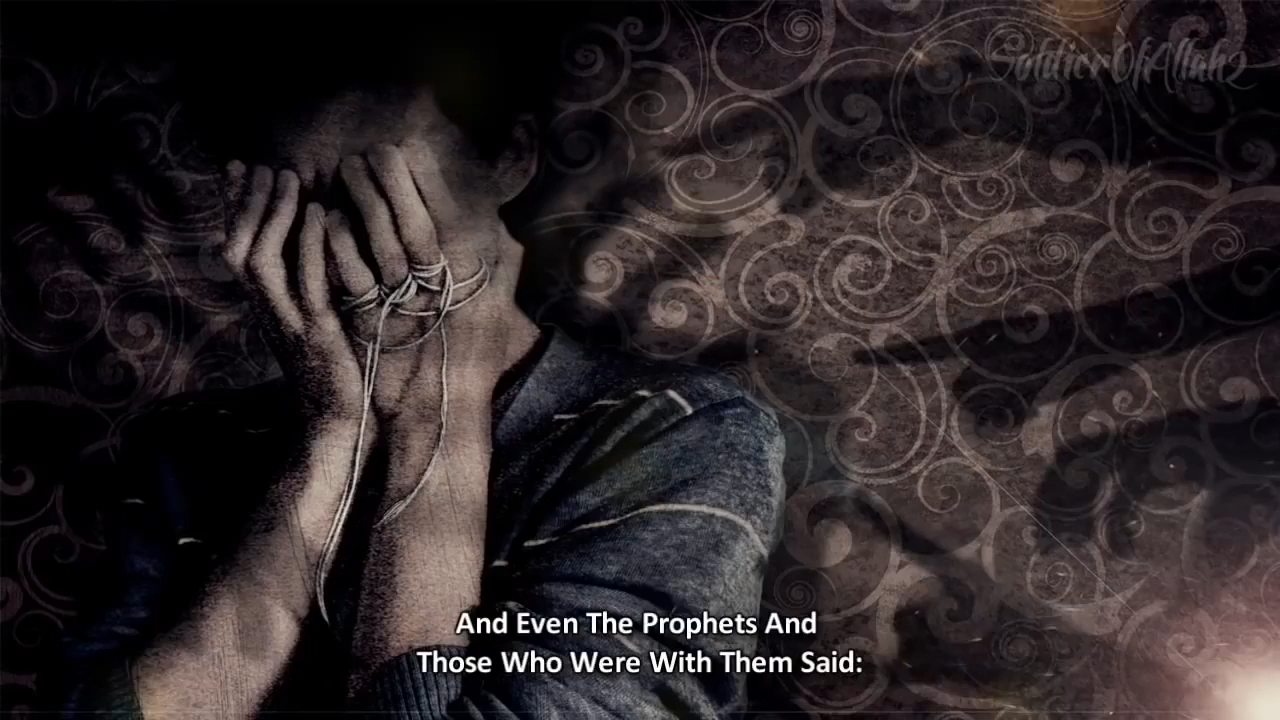 SoldierOfAllah2
And Even The Prophets And
Those Who Were With Them Said: